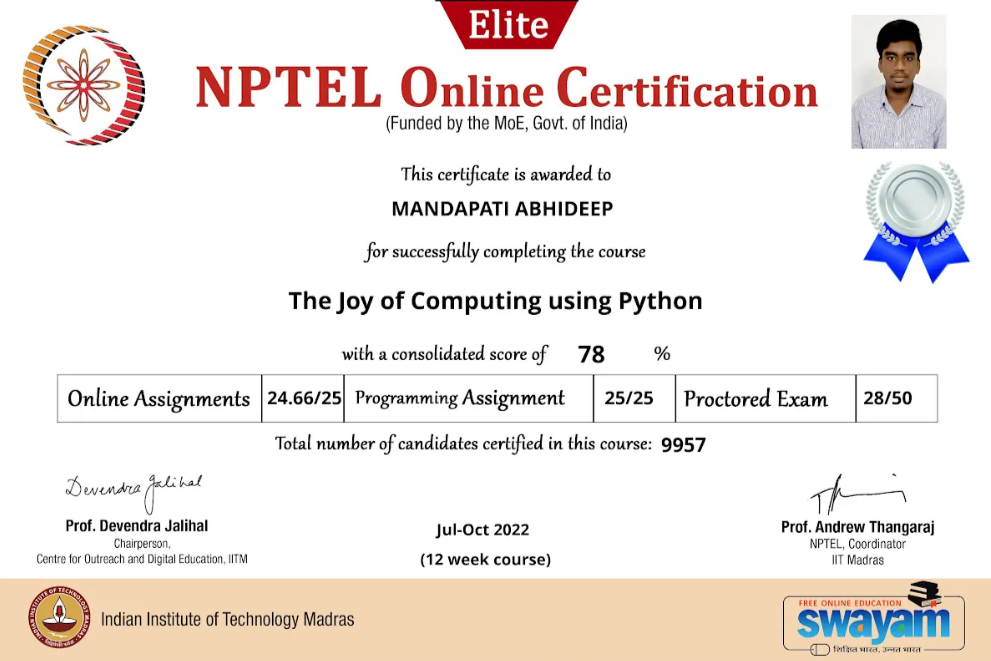 Elite
NPTEL Online Certification
(Funded by the MoE, Govt. of India)
This certificate is awarded to
MANDAPATI ABHIDEEP
for successfully completing the course
The Joy of Computing using Python
with a consolidated score of 78 %
Online Assignments 24.66/25 Programming Assignment 25/25 Proctored Exam 28/50
Total number of candidates certified in this course: 9957
Devendra Jalihal
Prof. Devendra Jalihal
Chairperson,
Centre for Outreach and Digital Education, IITM
Jul-Oct 2022
(12 week course)
Prof. Andrew Thangaraj
NPTEL, Coordinator
IIT Madras
Indian Institute of Technology Madras
FREE ONLINE EDUCATION
swayam
शिक्षित भारत, उन्नत भारत